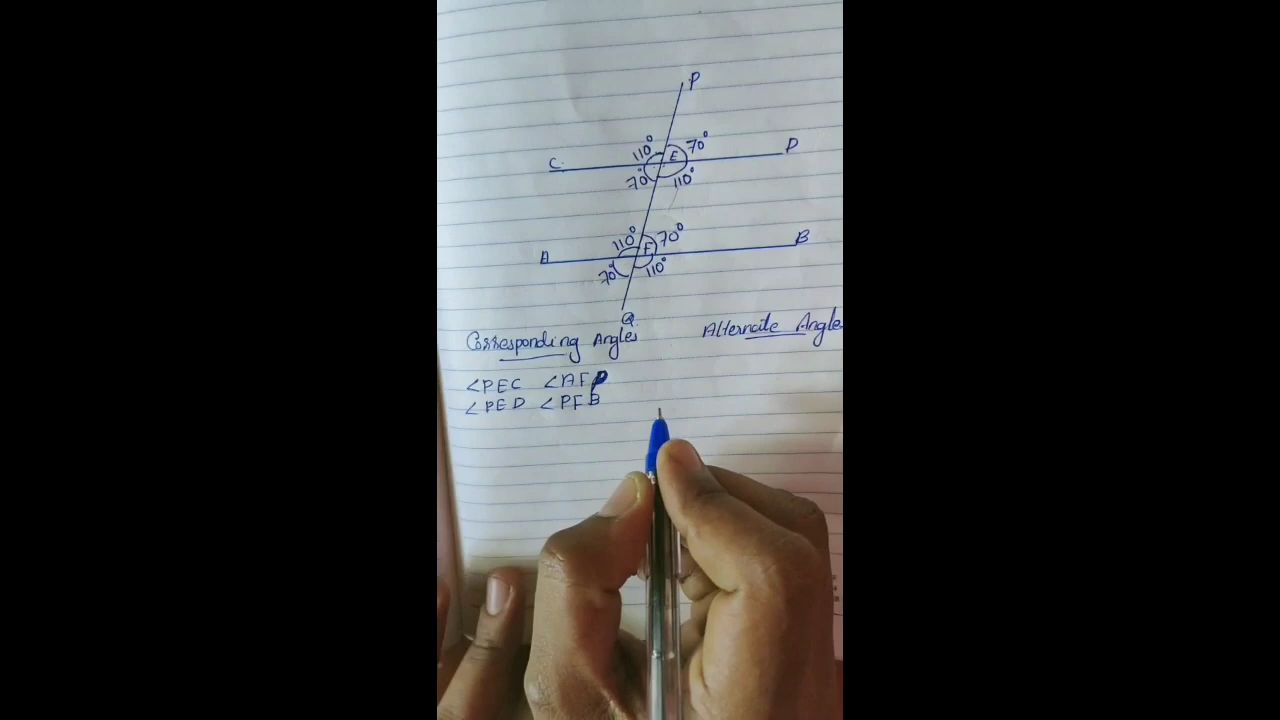 P
110° E 70°
C D
70° 110°
110° F 70°
A B
70° 110°
Q
Corresponding Angles Alternate Angle
∠PEC ∠AFP
∠PED ∠PFB